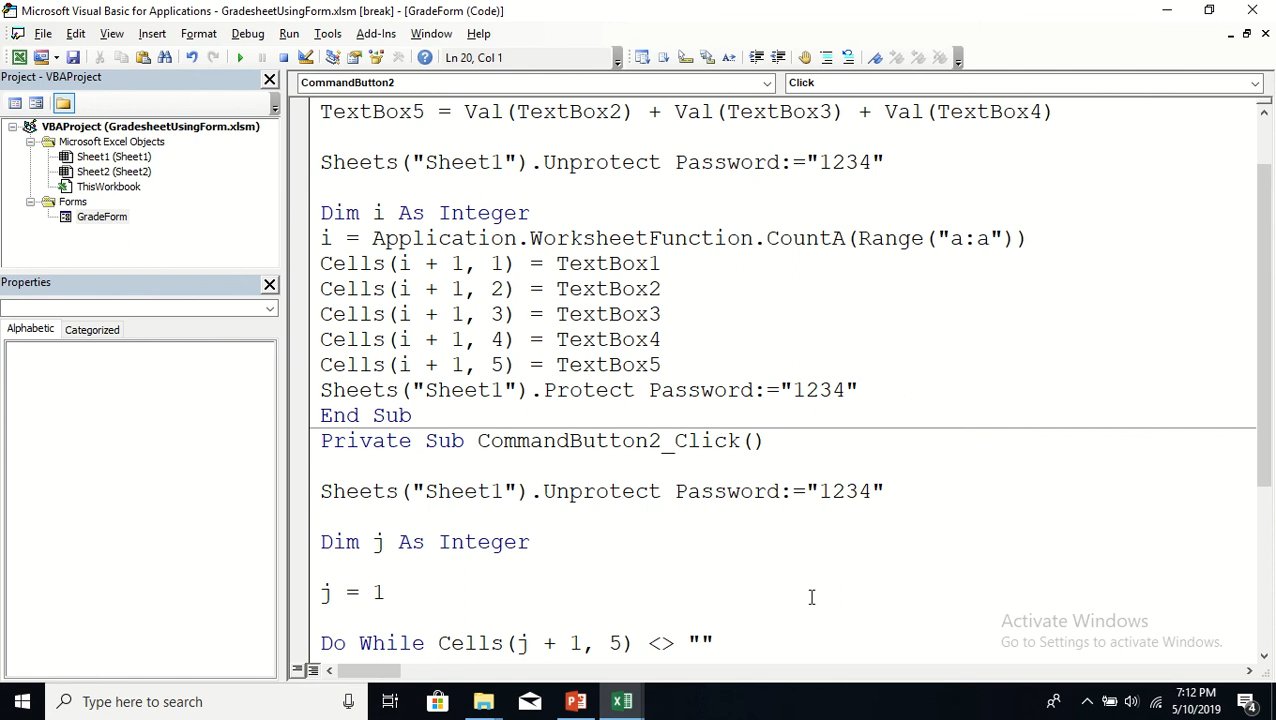 Microsoft Visual Basic for Applications - GradesheetUsingForm.xlsm [break] - [GradeForm (Code)]
File Edit View Insert Format Debug Run Tools Add-Ins Window Help
Ln 20, Col 1
Project - VBAProject
VBAProject (GradesheetUsingForm.xlsm)
Microsoft Excel Objects
Sheet1 (Sheet1)
Sheet2 (Sheet2)
ThisWorkbook
Forms
GradeForm
Properties
Alphabetic Categorized
CommandButton2 Click
TextBox5 = Val(TextBox2) + Val(TextBox3) + Val(TextBox4)
Sheets("Sheet1").Unprotect Password:="1234"
Dim i As Integer
i = Application.WorksheetFunction.CountA(Range("a:a"))
Cells(i + 1, 1) = TextBox1
Cells(i + 1, 2) = TextBox2
Cells(i + 1, 3) = TextBox3
Cells(i + 1, 4) = TextBox4
Cells(i + 1, 5) = TextBox5
Sheets("Sheet1").Protect Password:="1234"
End Sub
Private Sub CommandButton2_Click()
Sheets("Sheet1").Unprotect Password:="1234"
Dim j As Integer
j = 1
Do While Cells(j + 1, 5) <> ""
Activate Windows
Go to Settings to activate Windows.
Type here to search
7:12 PM
5/10/2019
4